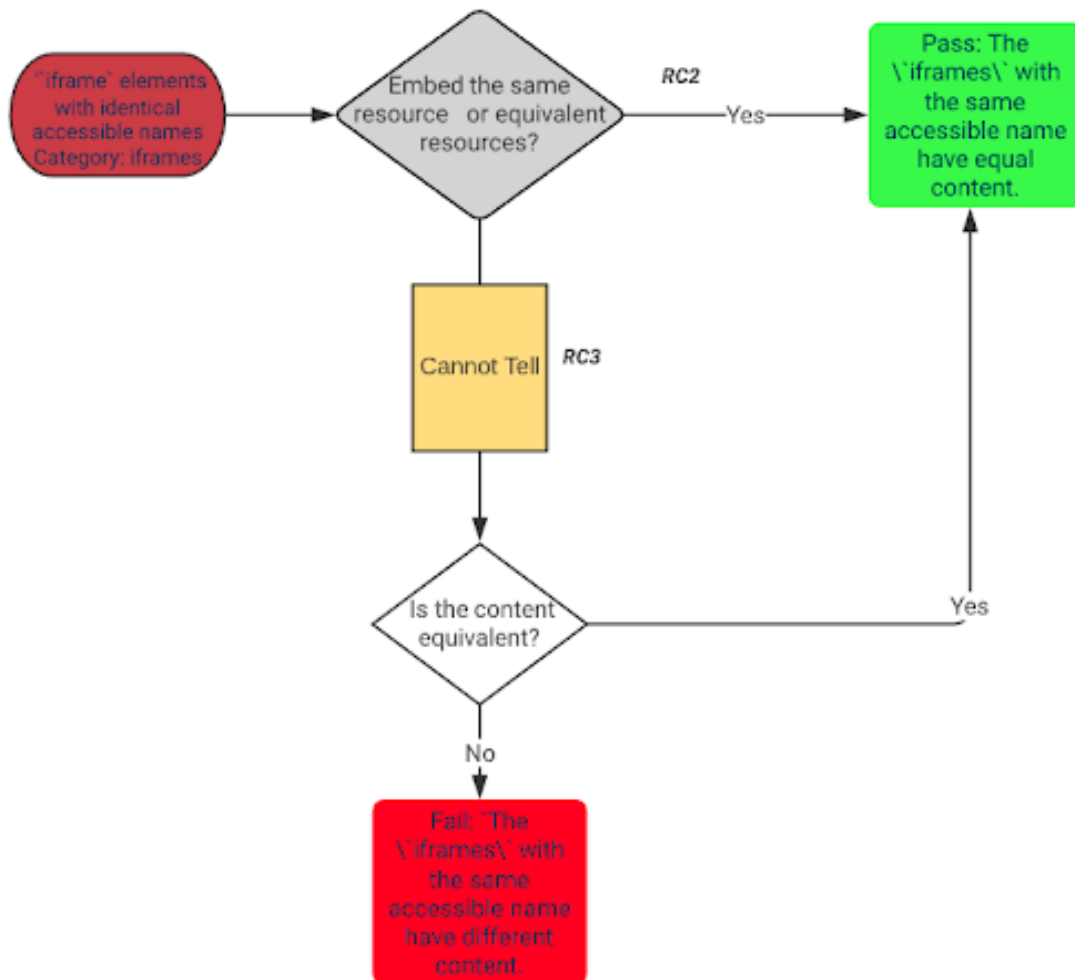 "`iframe` elements
with identical
accessible names
Category: iframes
Embed the same
resource or equivalent
resources?
RC2
Yes
Pass: The
\`iframes\` with
the same
accessible name
have equal
content.
Cannot Tell
RC3
Is the content
equivalent?
Yes
No
Fail: `The
\`iframes\` with
the same
accessible name
have different
content.